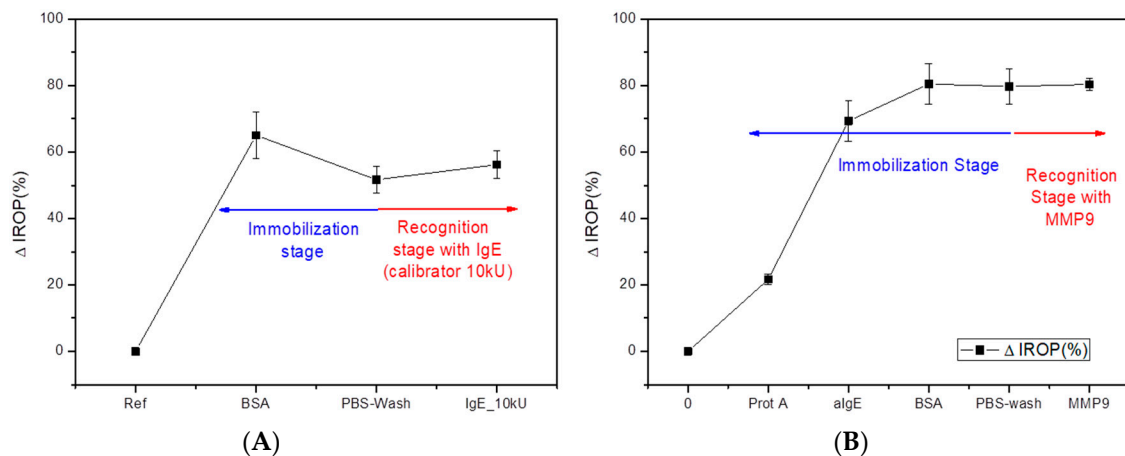 100
80
60
40
20
0
Δ IROP(%)
Immobilization
stage
Recognition
stage with IgE
(calibrator 10kU)
Ref
BSA
PBS-Wash
IgE_10kU
(A)
100
80
60
40
20
0
Δ IROP(%)
Immobilization Stage
Recognition
Stage with
MMP9
Δ IROP(%)
0
Prot A
aIgE
BSA
PBS-wash
MMP9
(B)